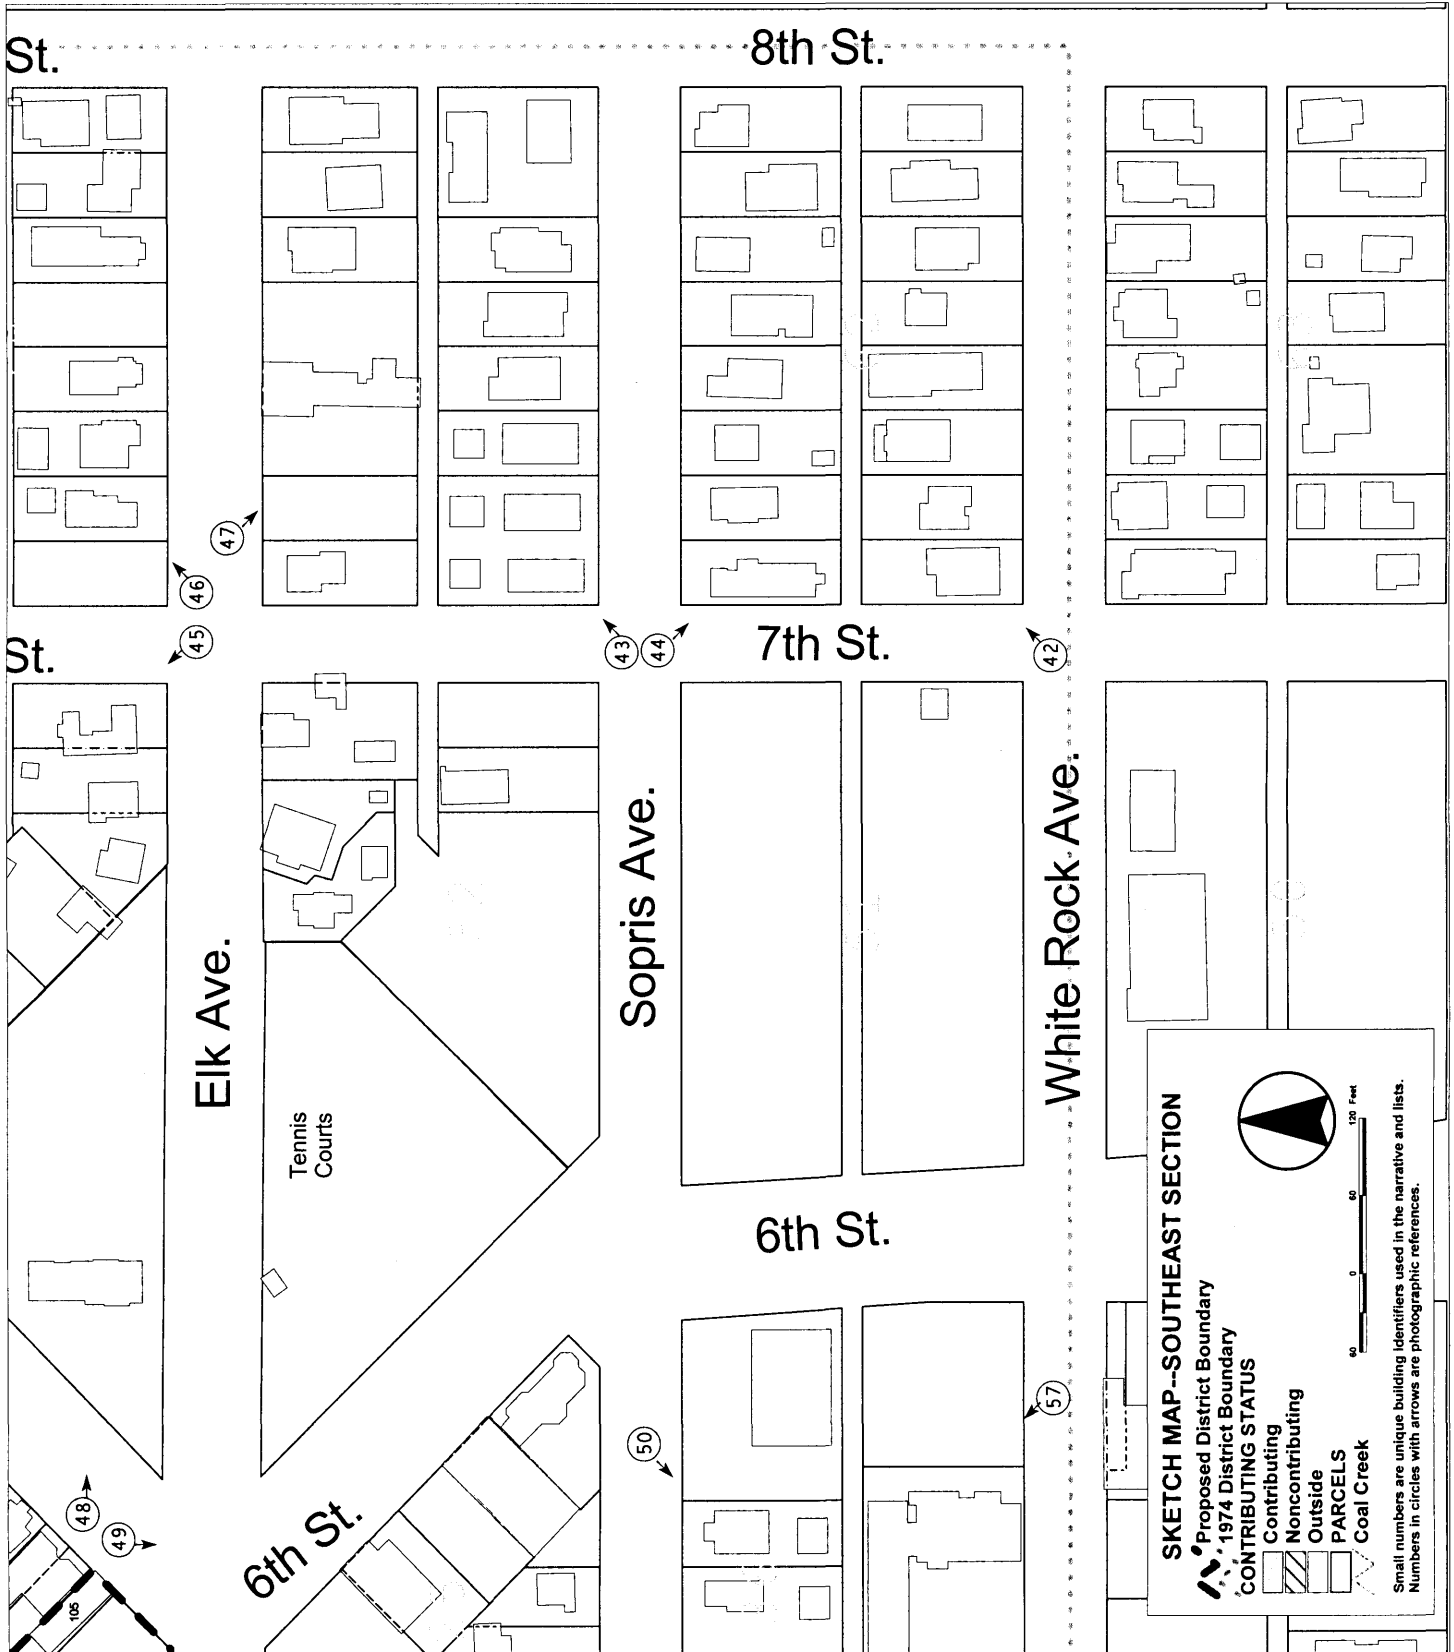 St.
8th St.
47
46
45
St.
43
44
7th St.
42
Elk Ave.
Sopris Ave.
White Rock Ave.
Tennis
Courts
6th St.
50
57
48
49
6th St.
105
SKETCH MAP--SOUTHEAST SECTION
Proposed District Boundary
1974 District Boundary
CONTRIBUTING STATUS
Contributing
Noncontributing
Outside
PARCELS
Coal Creek
60 0 60 120 Feet
Small numbers are unique building identifiers used in the narrative and lists.
Numbers in circles with arrows are photographic references.